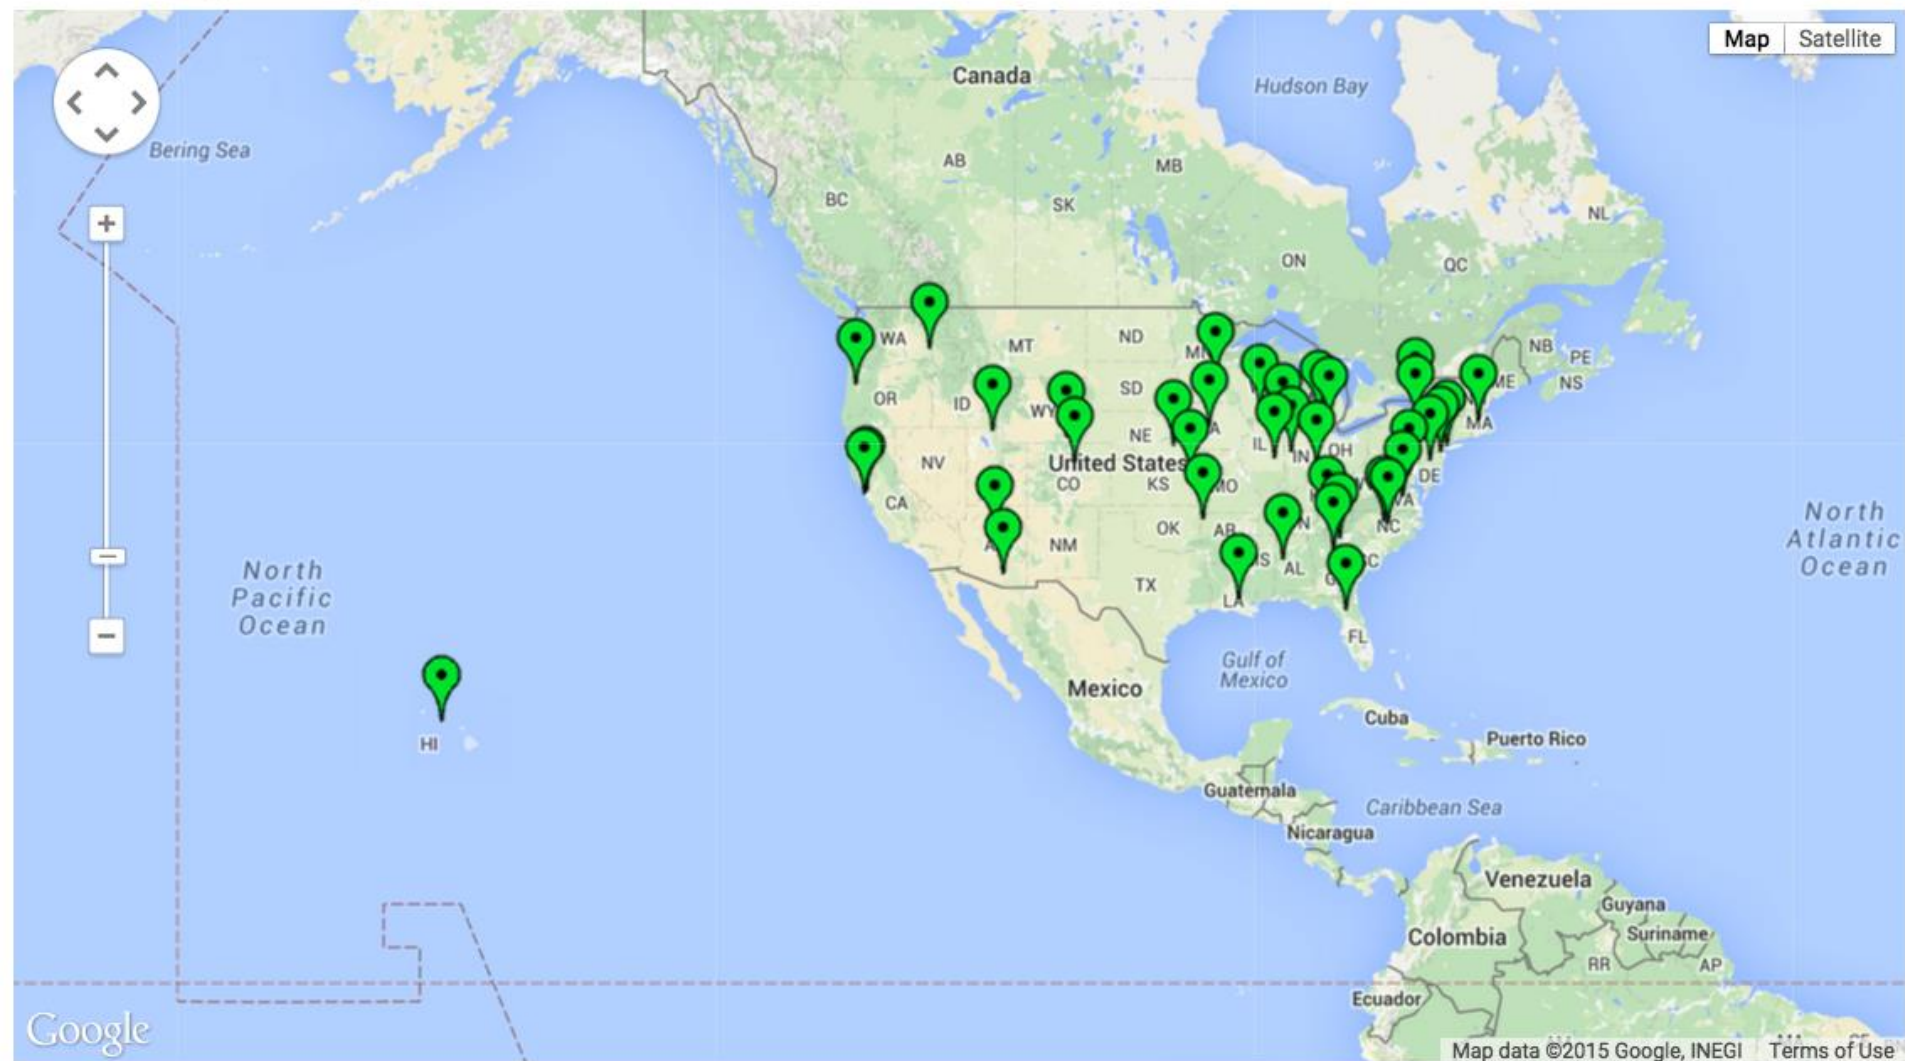 Map Satellite
Canada
Hudson Bay
Bering Sea
AB
MB
BC
SK
NL
ON
QC
WA
MT
ND
NB
PE
ME
NS
OR
ID
WY
SD
MA
NE
IL
IN
OH
NV
United States
CO
KS
MO
DE
CA
VA
OK
AR
NC
NM
TX
AL
SC
LA
FL
North
Pacific
Ocean
North
Atlantic
Ocean
Gulf of
Mexico
Mexico
Cuba
Puerto Rico
HI
Guatemala
Caribbean Sea
Nicaragua
Venezuela
Guyana
Suriname
Colombia
RR
AP
Ecuador
Google
Map data ©2015 Google, INEGI Terms of Use